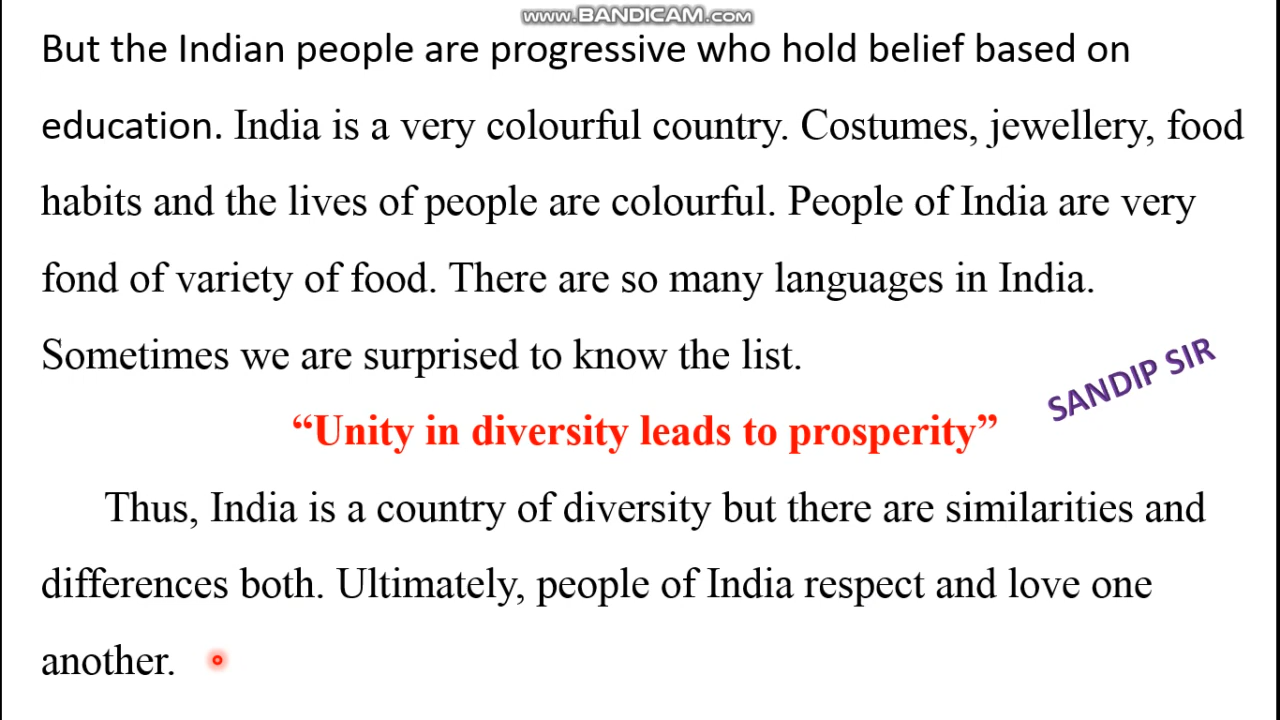 www.BANDICAM.com
But the Indian people are progressive who hold belief based on
education. India is a very colourful country. Costumes, jewellery, food
habits and the lives of people are colourful. People of India are very
fond of variety of food. There are so many languages in India.
Sometimes we are surprised to know the list.
SANDIP SIR
“Unity in diversity leads to prosperity”
Thus, India is a country of diversity but there are similarities and
differences both. Ultimately, people of India respect and love one
another.